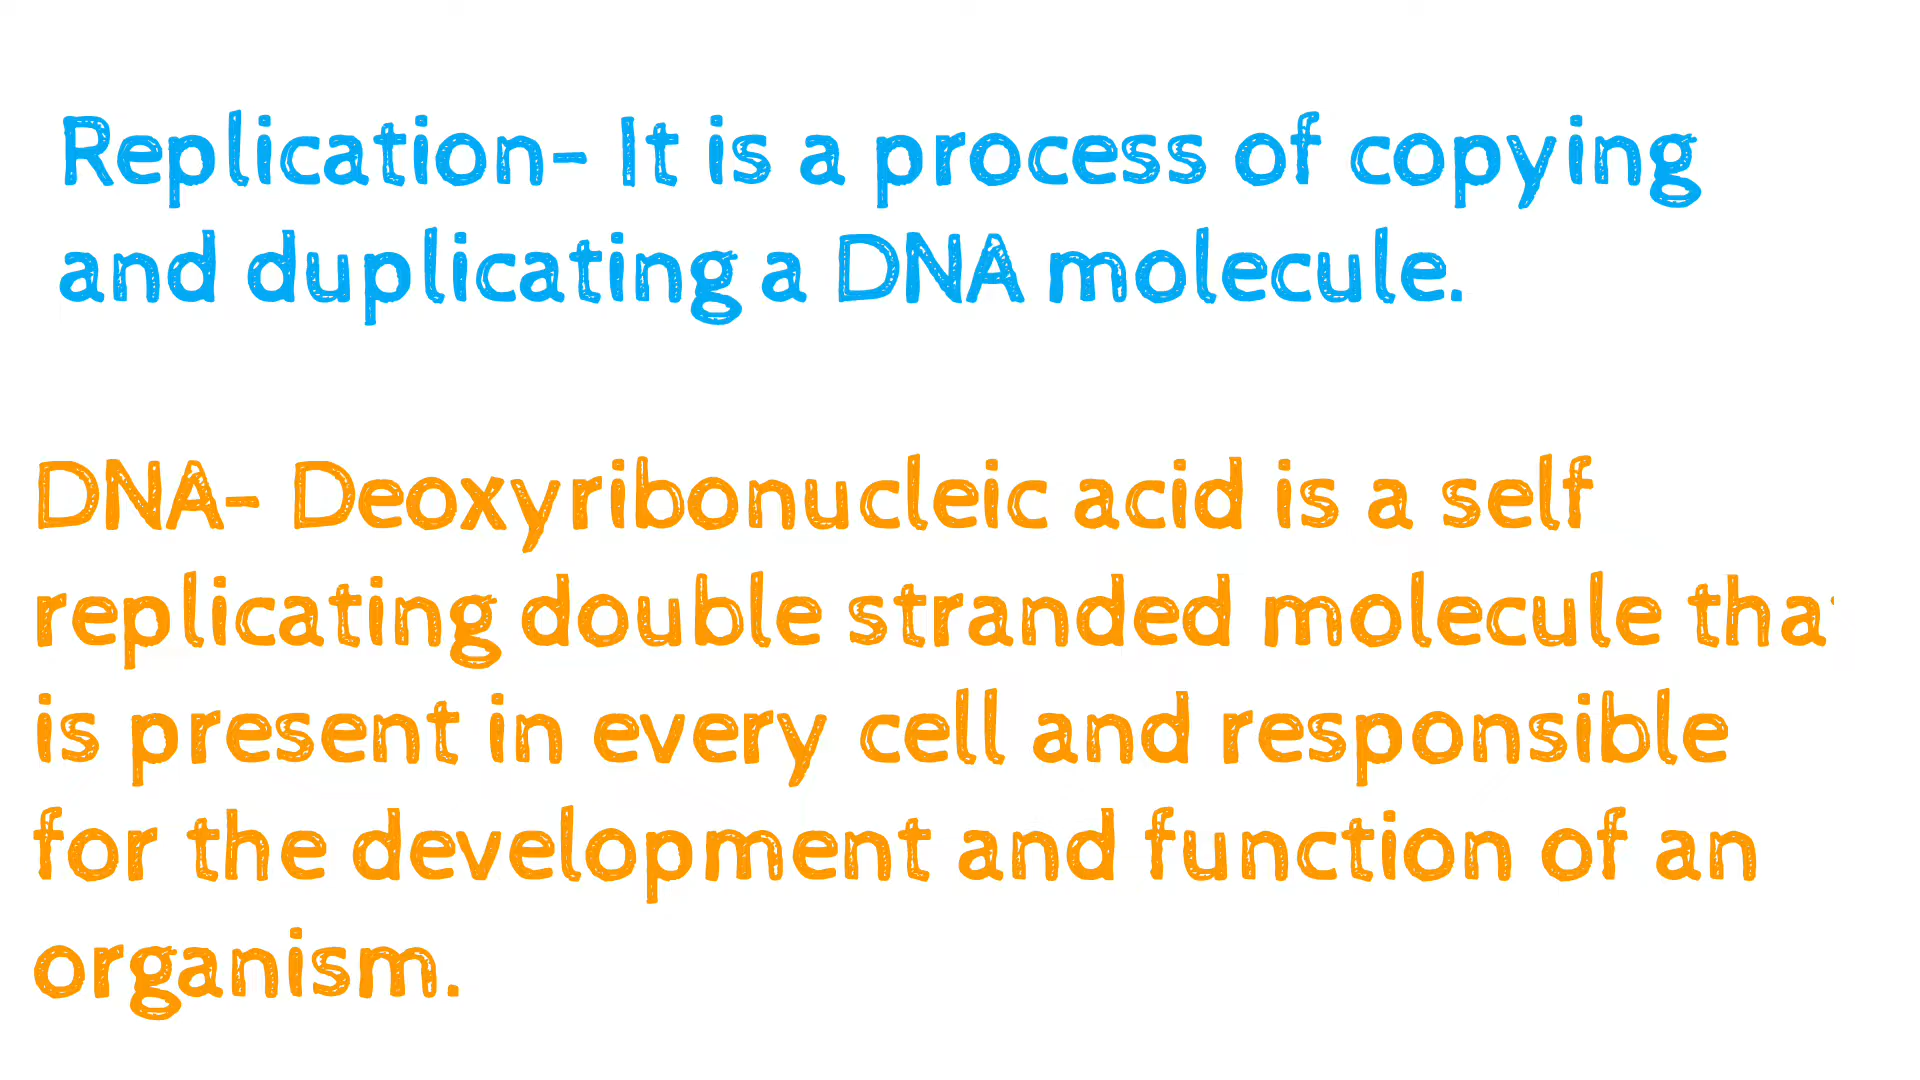 Replication- It is a process of copying
and duplicating a DNA molecule.
DNA- Deoxyribonucleic acid is a self
replicating double stranded molecule tha
is present in every cell and responsible
for the development and function of an
organism.